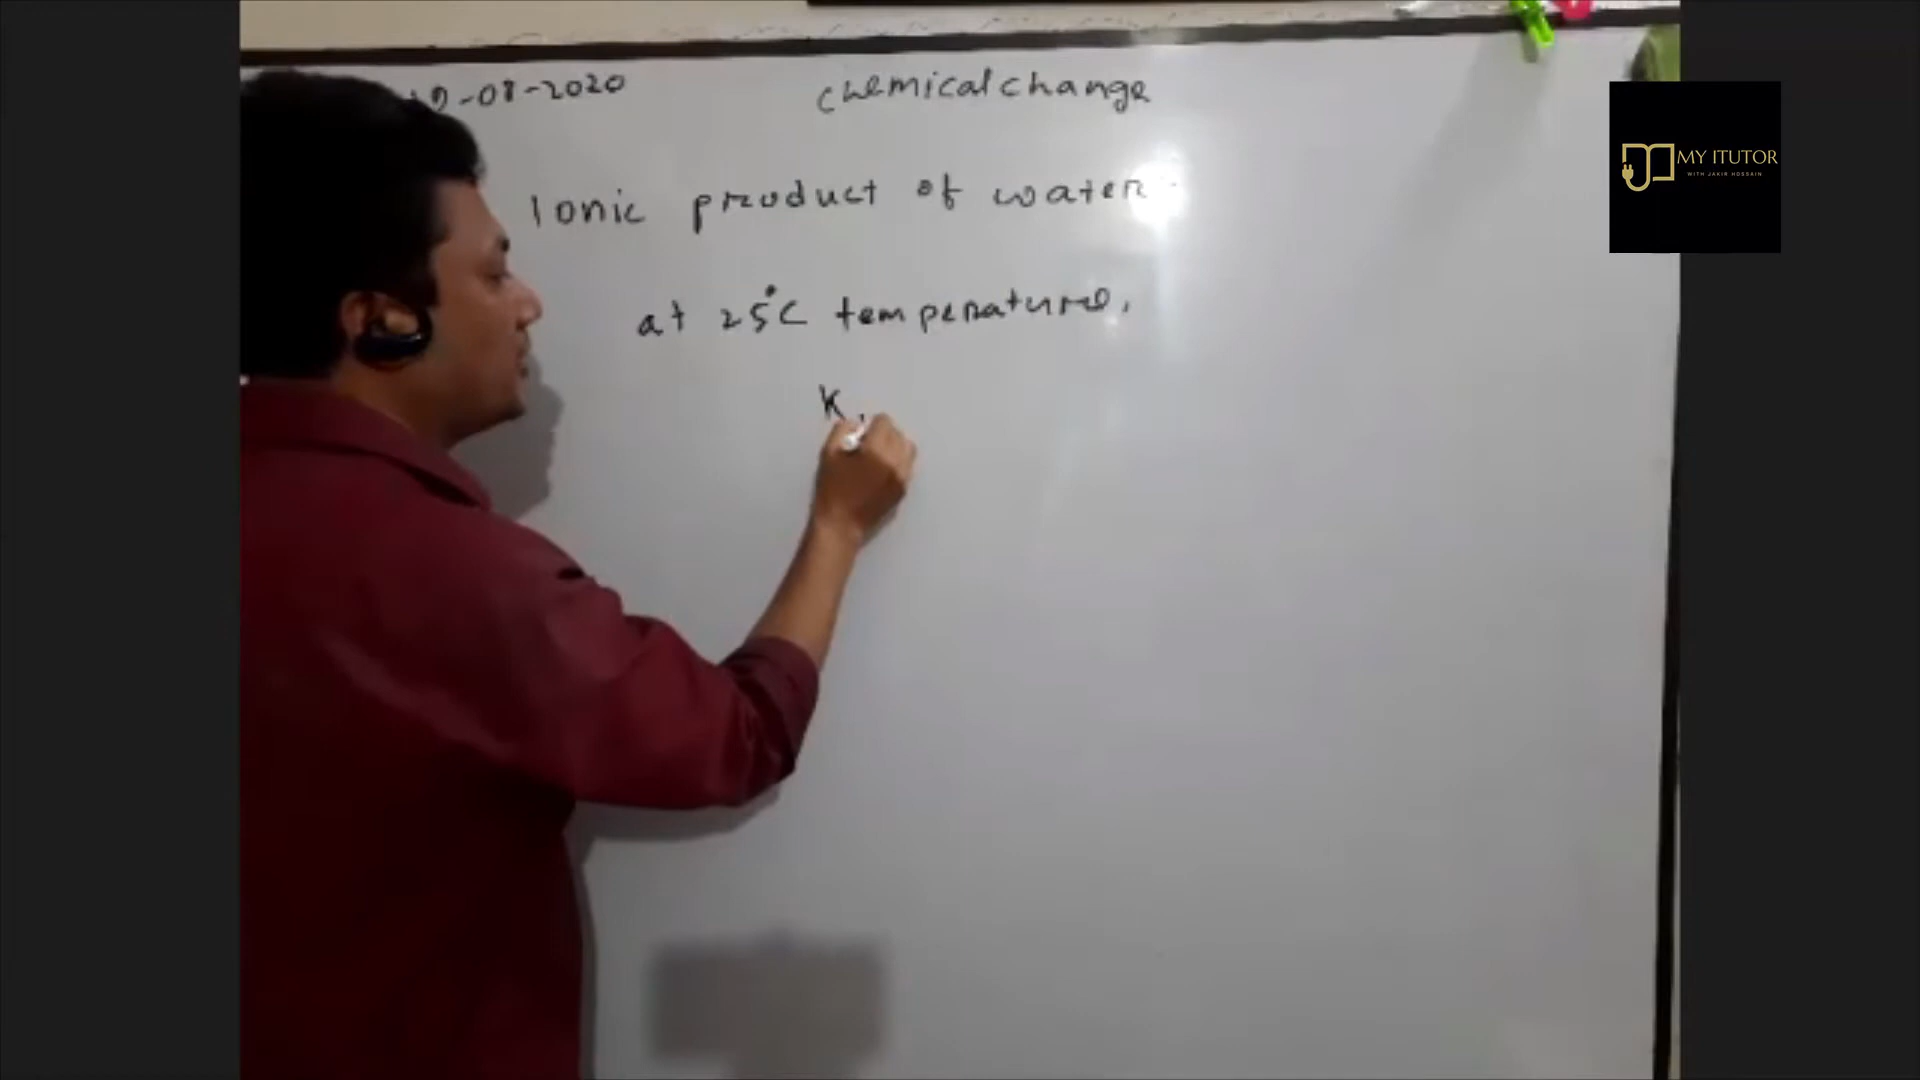 -08-2020
chemical change
Ionic product of water
at 25°C temperature,
K
MY ITUTOR
WITH JAKIR HOSSAIN